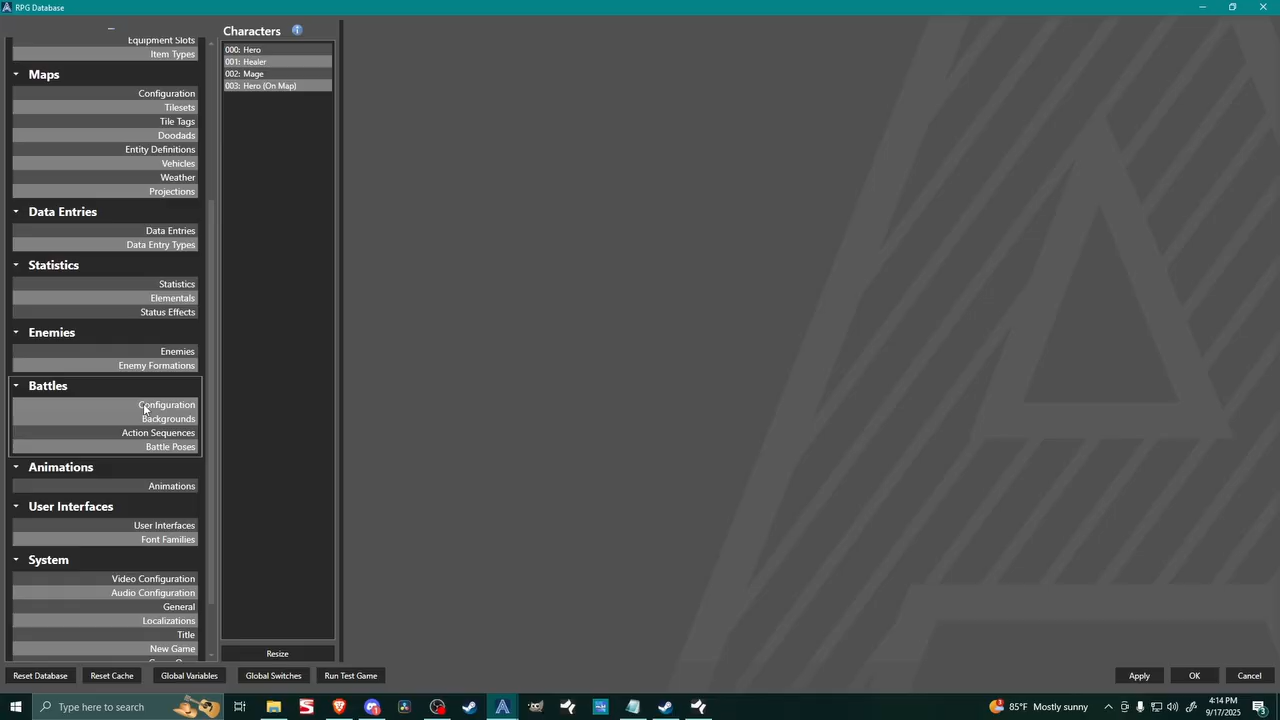 RPG Database
Characters
Equipment Slots
Item Types
Maps
Configuration
Tilesets
Tile Tags
Doodads
Entity Definitions
Vehicles
Weather
Projections
Data Entries
Data Entries
Data Entry Types
Statistics
Statistics
Elementals
Status Effects
Enemies
Enemies
Enemy Formations
Battles
Configuration
Backgrounds
Action Sequences
Battle Poses
Animations
Animations
User Interfaces
User Interfaces
Font Families
System
Video Configuration
Audio Configuration
General
Localizations
Title
New Game
000: Hero
001: Healer
002: Mage
003: Hero (On Map)
Resize
Reset Database
Reset Cache
Global Variables
Global Switches
Run Test Game
Apply
OK
Cancel
Type here to search
85°F Mostly sunny
4:14 PM
9/17/2025